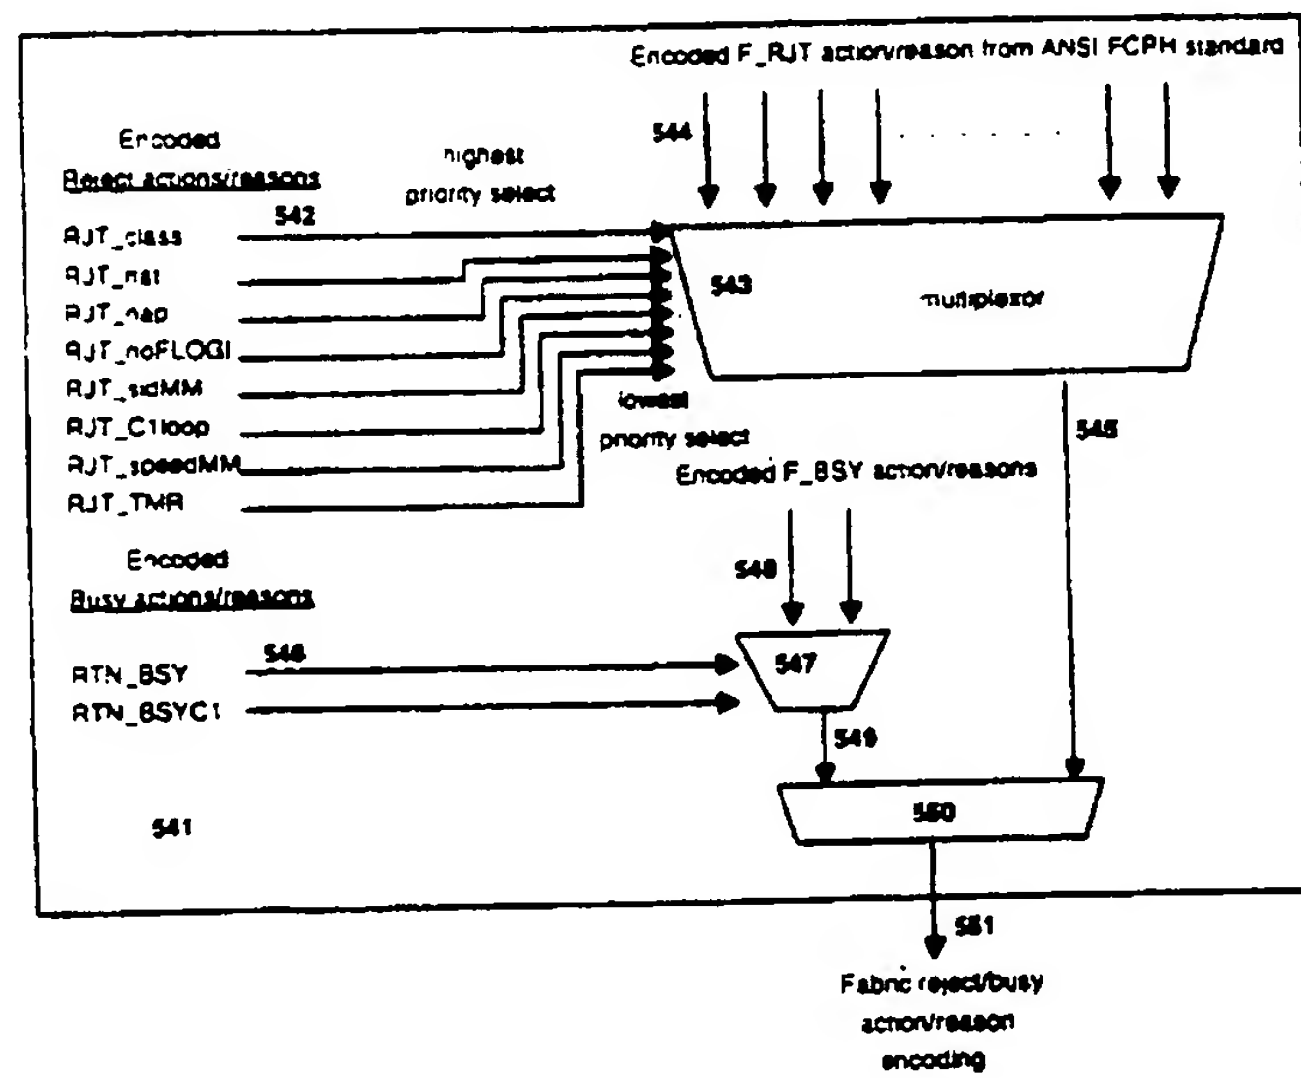 Encoded F_RJT action/reason from ANSI FCPH standard
544
Encoded
Reject actions/reasons
highest
priority select
542
RJT_class
RJT_nst
RJT_nap
RJT_noFLOGI
RJT_sidMM
RJT_C1loop
RJT_speedMM
RJT_TMR
543
multiplexor
lowest
priority select
545
Encoded F_BSY action/reasons
548
Encoded
Busy actions/reasons
546
RTN_BSY
RTN_BSYC1
547
549
541
550
551
Fabric reject/busy
action/reason
encoding